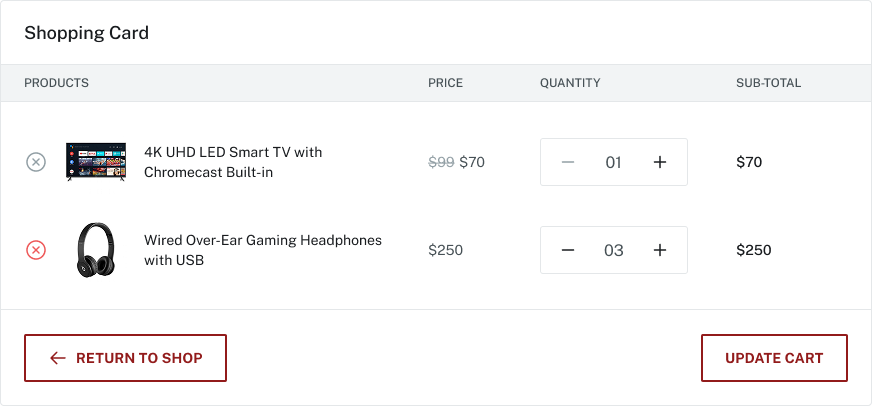 Shopping Card
PRODUCTS PRICE QUANTITY SUB-TOTAL
4K UHD LED Smart TV with
Chromecast Built-in
$99 $70 01 $70
Wired Over-Ear Gaming Headphones
with USB
$250 03 $250
RETURN TO SHOP
UPDATE CART